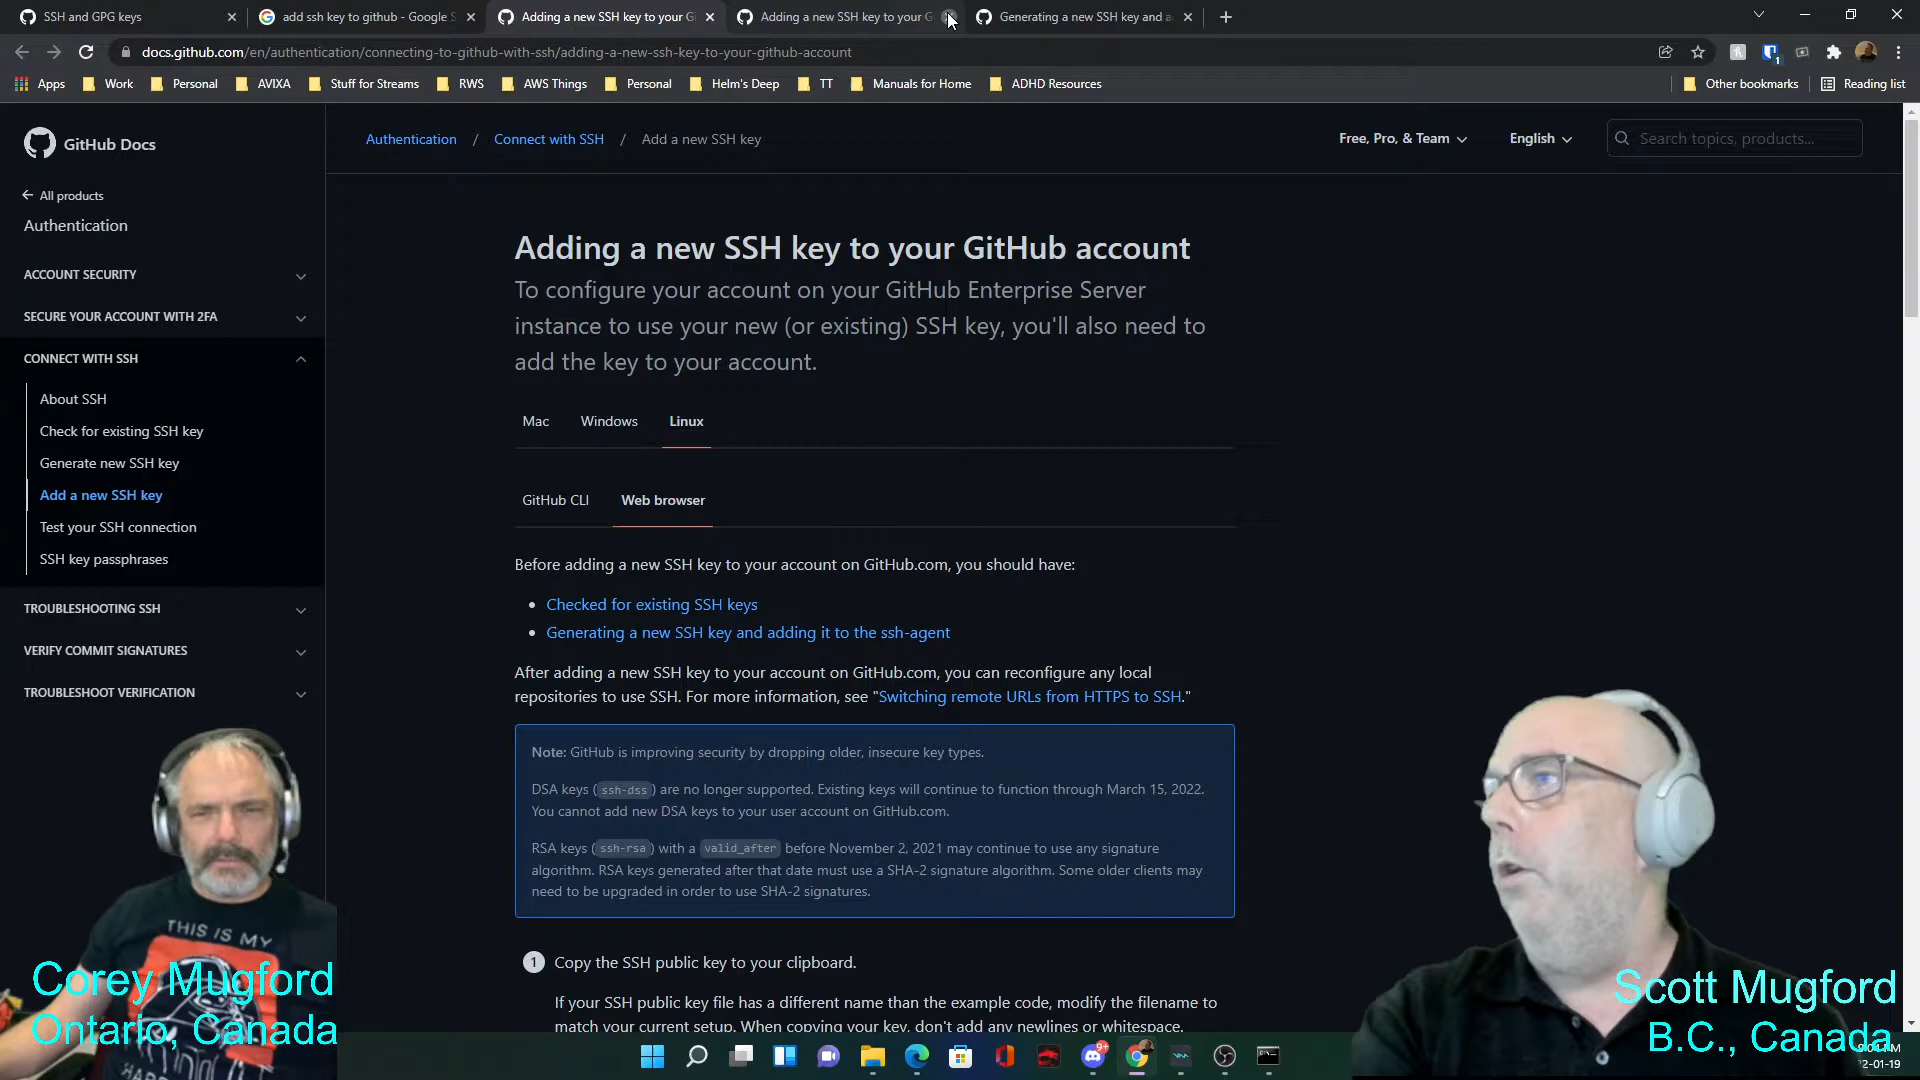 SSH and GPG keys
add ssh key to github - Google S
Adding a new SSH key to your G
Adding a new SSH key to your G
Generating a new SSH key and a
docs.github.com/en/authentication/connecting-to-github-with-ssh/adding-a-new-ssh-key-to-your-github-account
Apps
Work
Personal
AVIXA
Stuff for Streams
RWS
AWS Things
Personal
Helm's Deep
TT
Manuals for Home
ADHD Resources
Other bookmarks
Reading list
GitHub Docs
Authentication / Connect with SSH / Add a new SSH key
Free, Pro, & Team
English
Search topics, products...
All products
Authentication
ACCOUNT SECURITY
SECURE YOUR ACCOUNT WITH 2FA
CONNECT WITH SSH
About SSH
Check for existing SSH key
Generate new SSH key
Add a new SSH key
Test your SSH connection
SSH key passphrases
TROUBLESHOOTING SSH
VERIFY COMMIT SIGNATURES
TROUBLESHOOT VERIFICATION
Adding a new SSH key to your GitHub account
To configure your account on your GitHub Enterprise Server
instance to use your new (or existing) SSH key, you'll also need to
add the key to your account.
Mac Windows Linux
GitHub CLI Web browser
Before adding a new SSH key to your account on GitHub.com, you should have:
• Checked for existing SSH keys
• Generating a new SSH key and adding it to the ssh-agent
After adding a new SSH key to your account on GitHub.com, you can reconfigure any local
repositories to use SSH. For more information, see "Switching remote URLs from HTTPS to SSH."
Note: GitHub is improving security by dropping older, insecure key types.
DSA keys (ssh-dss) are no longer supported. Existing keys will continue to function through March 15, 2022.
You cannot add new DSA keys to your user account on GitHub.com.
RSA keys (ssh-rsa) with a valid_after before November 2, 2021 may continue to use any signature
algorithm. RSA keys generated after that date must use a SHA-2 signature algorithm. Some older clients may
need to be upgraded in order to use SHA-2 signatures.
1 Copy the SSH public key to your clipboard.
If your SSH public key file has a different name than the example code, modify the filename to
match your current setup. When copying your key, don't add any newlines or whitespace.
THIS IS MY
Corey Mugford
Ontario, Canada
Scott Mugford
B.C., Canada
9+
1
2-01-19